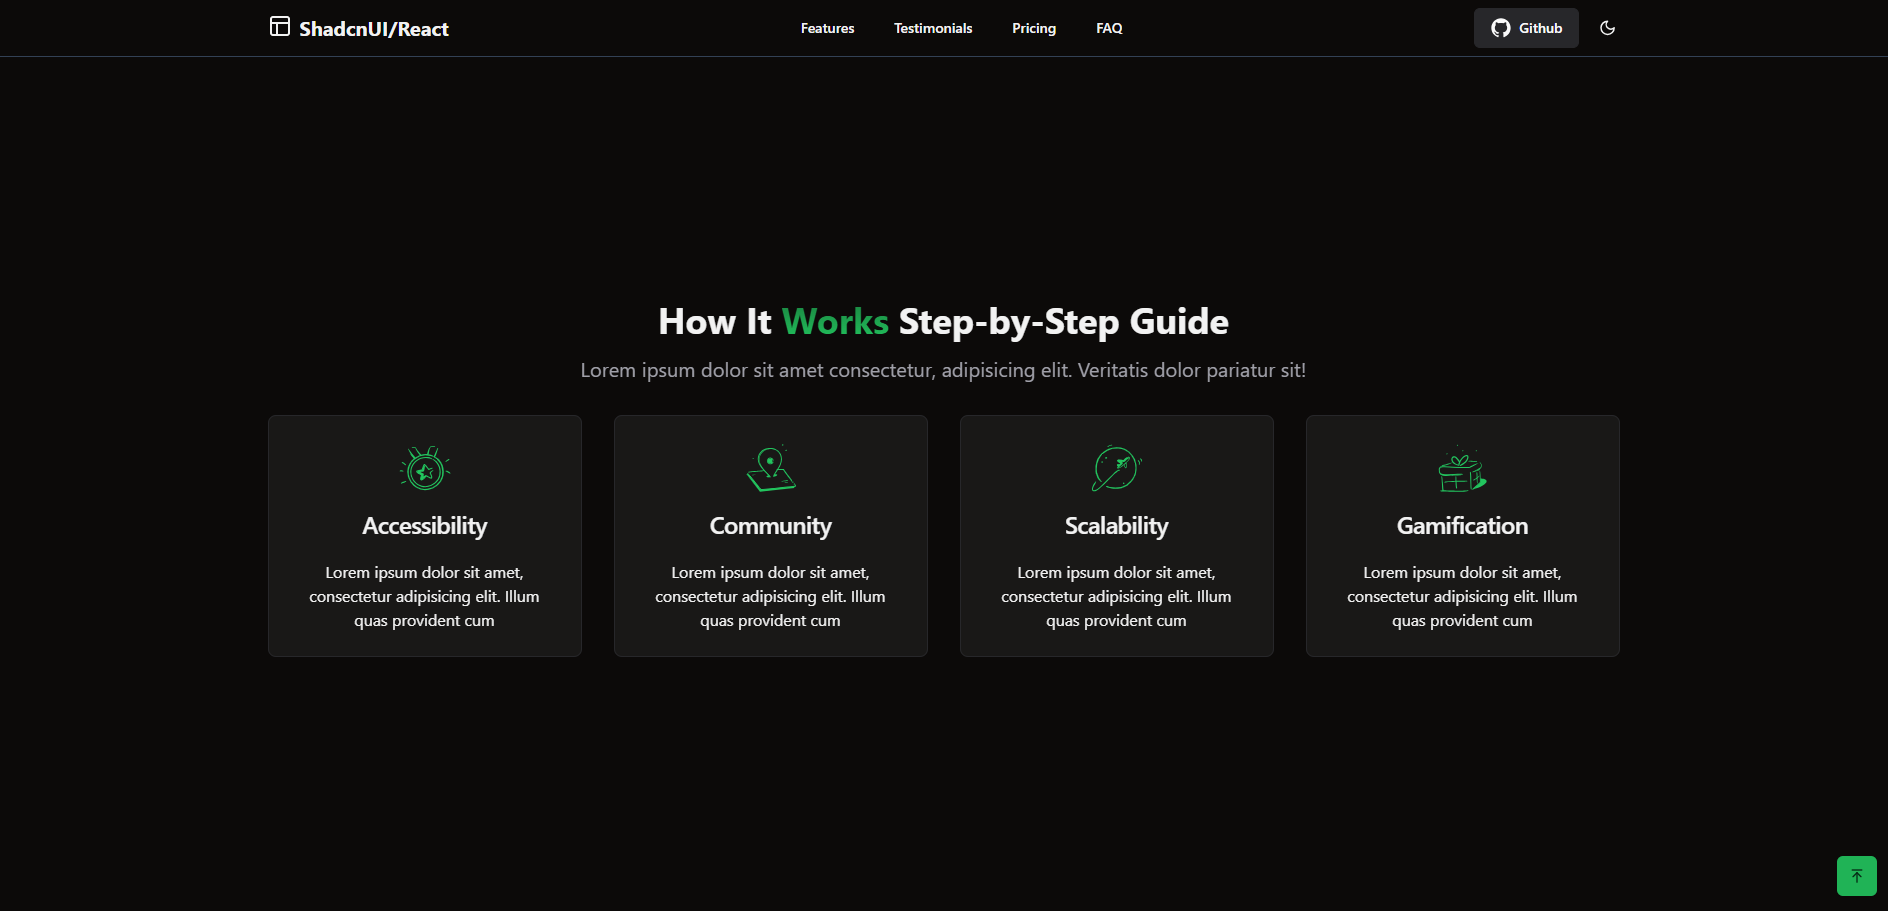 ShadcnUI/React
Features
Testimonials
Pricing
FAQ
Github
How It Works Step-by-Step Guide
Lorem ipsum dolor sit amet consectetur, adipisicing elit. Veritatis dolor pariatur sit!
Accessibility
Lorem ipsum dolor sit amet,
consectetur adipisicing elit. Illum
quas provident cum
Community
Lorem ipsum dolor sit amet,
consectetur adipisicing elit. Illum
quas provident cum
Scalability
Lorem ipsum dolor sit amet,
consectetur adipisicing elit. Illum
quas provident cum
Gamification
Lorem ipsum dolor sit amet,
consectetur adipisicing elit. Illum
quas provident cum